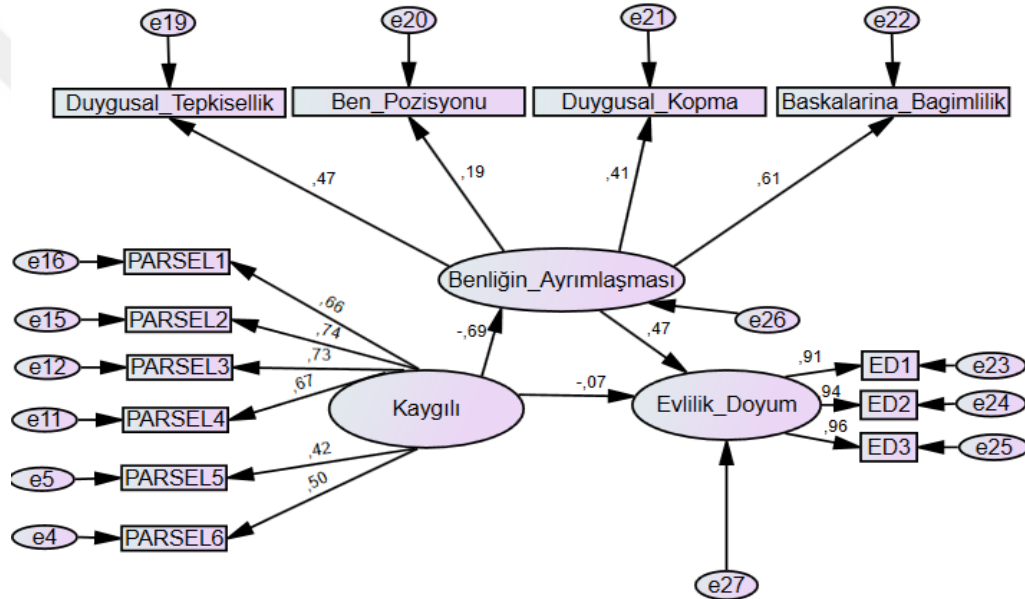 e19
e20
e21
e22
Duygusal_Tepkisellik
Ben_Pozisyonu
Duygusal_Kopma
Baskalarina_Bagimlilik
,47
,19
,41
,61
e16
PARSEL1
Benliğin_Ayrımlaşması
,66
e15
PARSEL2
,74
-,69
,47
e26
e12
PARSEL3
,73
,91
ED1
e23
e11
PARSEL4
,67
Kaygılı
-,07
Evlilik_Doyum
,94
ED2
e24
,96
ED3
e25
e5
PARSEL5
,42
,50
e4
PARSEL6
e27